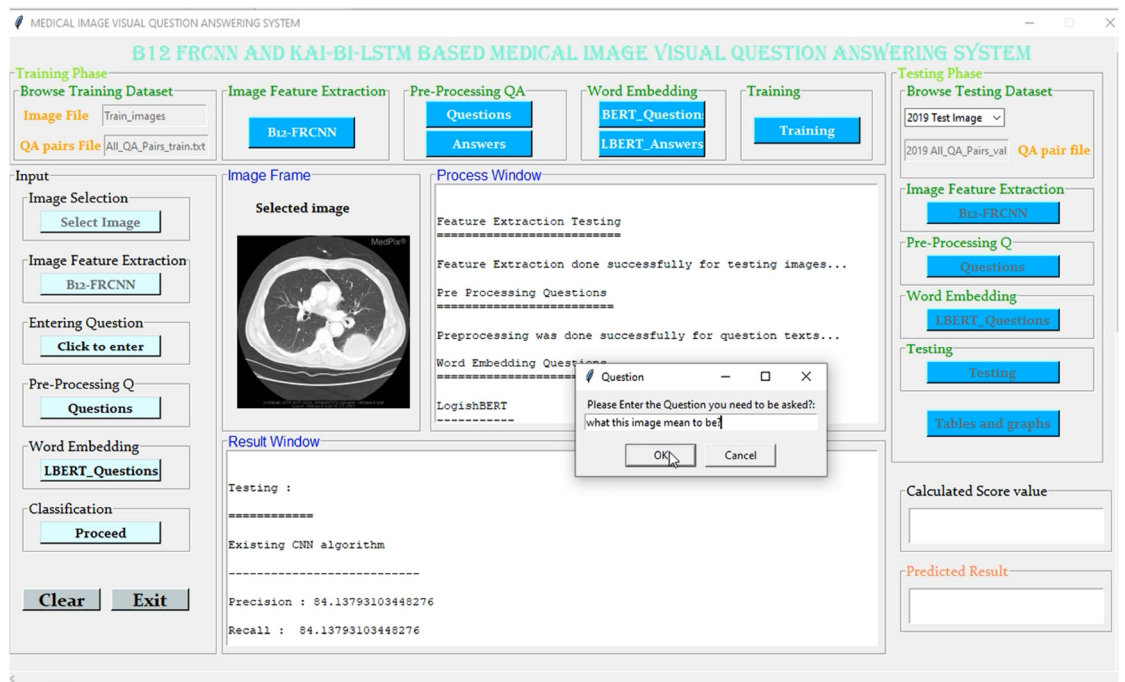 MEDICAL IMAGE VISUAL QUESTION ANSWERING SYSTEM
B12 FRCNN AND KAI-BI-LSTM BASED MEDICAL IMAGE VISUAL QUESTION ANSWERING SYSTEM
Training Phase
Browse Training Dataset
Image File Train_images
QA pairs File All_QA_Pairs_train.txt
Image Feature Extraction
B12-FRCNN
Pre-Processing QA
Questions
Answers
Word Embedding
BERT_Question
LBERT_Answers
Training
Training
Testing Phase
Browse Testing Dataset
2019 Test Image
2019 All_QA_Pairs_val QA pair file
Image Feature Extraction
B12-FRCNN
Pre-Processing Q
Questions
Word Embedding
LBERT_Questions
Testing
Testing
Tables and graphs
Input
Image Selection
Select Image
Image Feature Extraction
B12-FRCNN
Entering Question
Click to enter
Pre-Processing Q
Questions
Word Embedding
LBERT_Questions
Classification
Proceed
Clear Exit
Image Frame
Selected image
MedPix®
Process Window
Feature Extraction Testing
===========================
Feature Extraction done successfully for testing images...
Pre Processing Questions
==========================
Preprocessing was done successfully for question texts...
Word Embedding Questions
LogishBERT
-----------
Question
Please Enter the Question you need to be asked?:
what this image mean to be?
OK Cancel
Result Window
Testing :
============
Existing CNN algorithm
---------------------------
Precision : 84.13793103448276
Recall : 84.13793103448276
Calculated Score value
Predicted Result